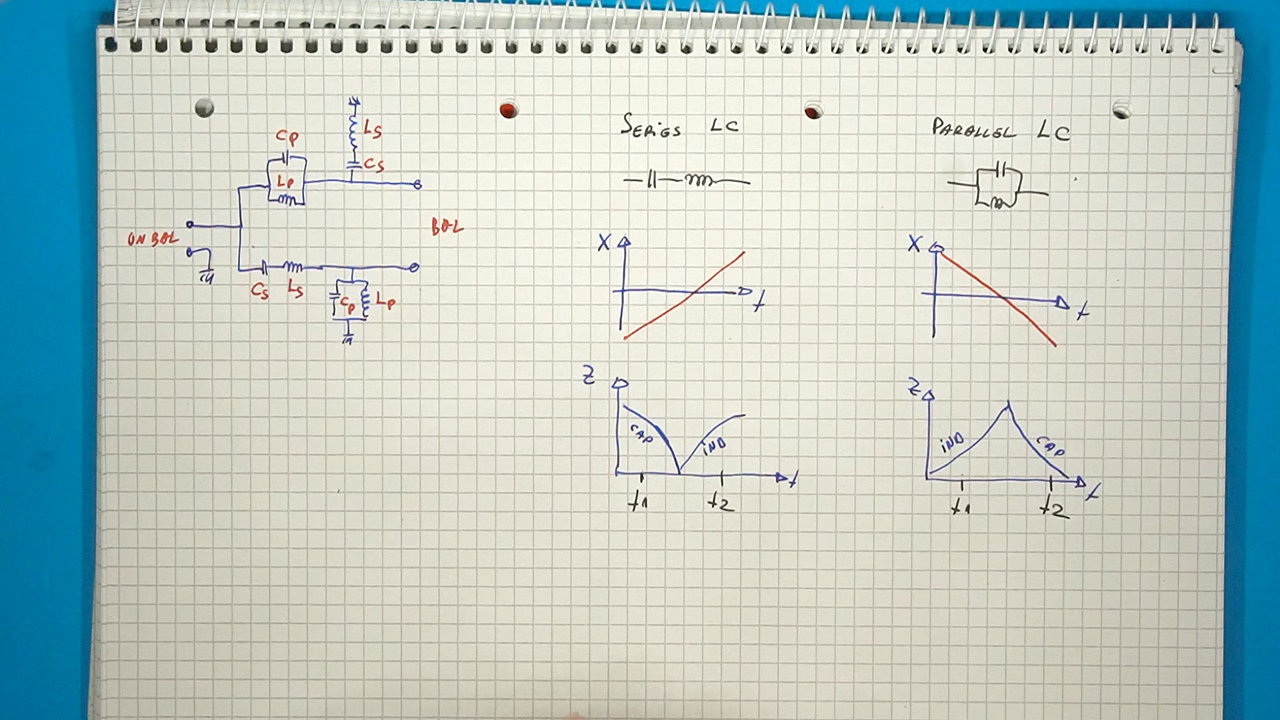 SERIES LC
PARALLEL LC
Ls
Cp
Cs
Lp
UNBAL
BAL
Cs
Ls
Cp
Lp
X
f
X
f
Z
CAP
IND
f
f1
f2
Z
IND
CAP
f
f1
f2